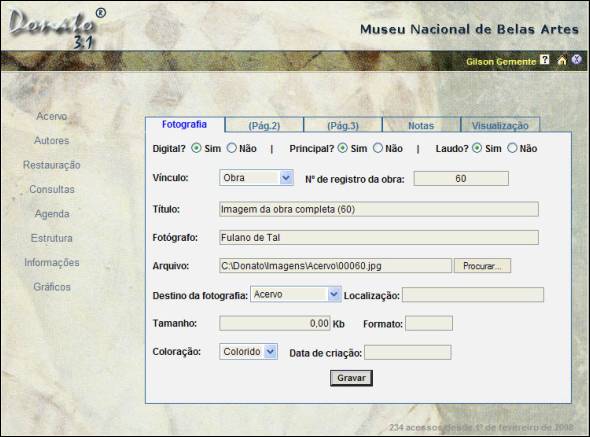 Donato®
3.1
Museu Nacional de Belas Artes
Gilson Gemente ?
Acervo
Autores
Restauração
Consultas
Agenda
Estrutura
Informações
Gráficos
Fotografia (Pág.2) (Pág.3) Notas Visualização
Digital? Sim Não | Principal? Sim Não | Laudo? Sim Não
Vínculo: Obra Nº de registro da obra: 60
Título: Imagem da obra completa (60)
Fotógrafo: Fulano de Tal
Arquivo: C:\Donato\Imagens\Acervo\00060.jpg Procurar...
Destino da fotografia: Acervo Localização:
Tamanho: 0,00 Kb Formato:
Coloração: Colorido Data de criação:
Gravar
234 acessos desde 1º de fevereiro de 2008